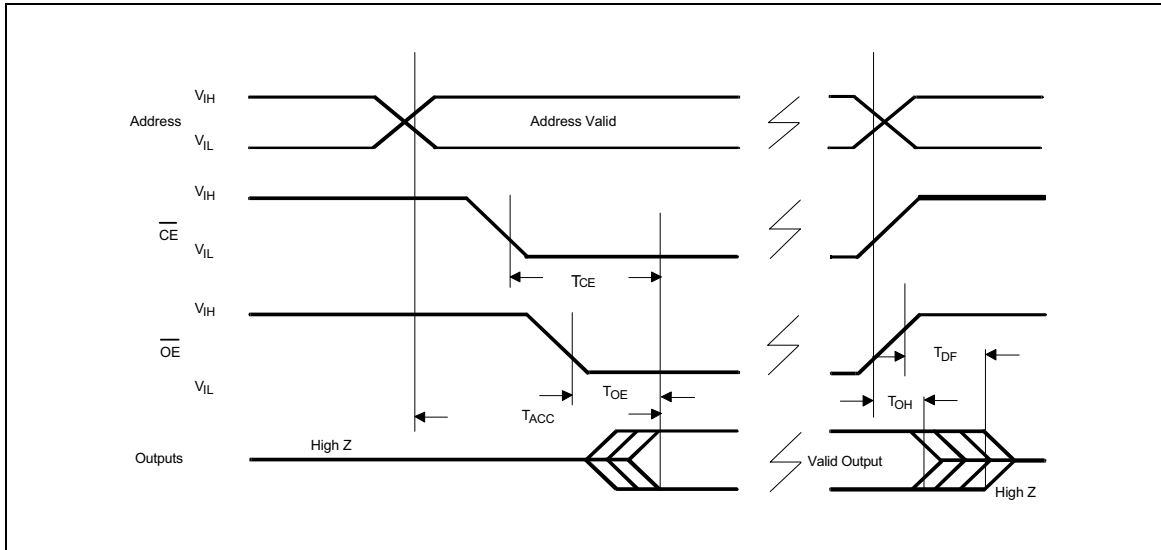 VIH
Address
Address Valid
VIL
VIH
CE
VIL
TCE
VIH
OE
TDF
VIL
TOE
TOH
TACC
High Z
Outputs
Valid Output
High Z